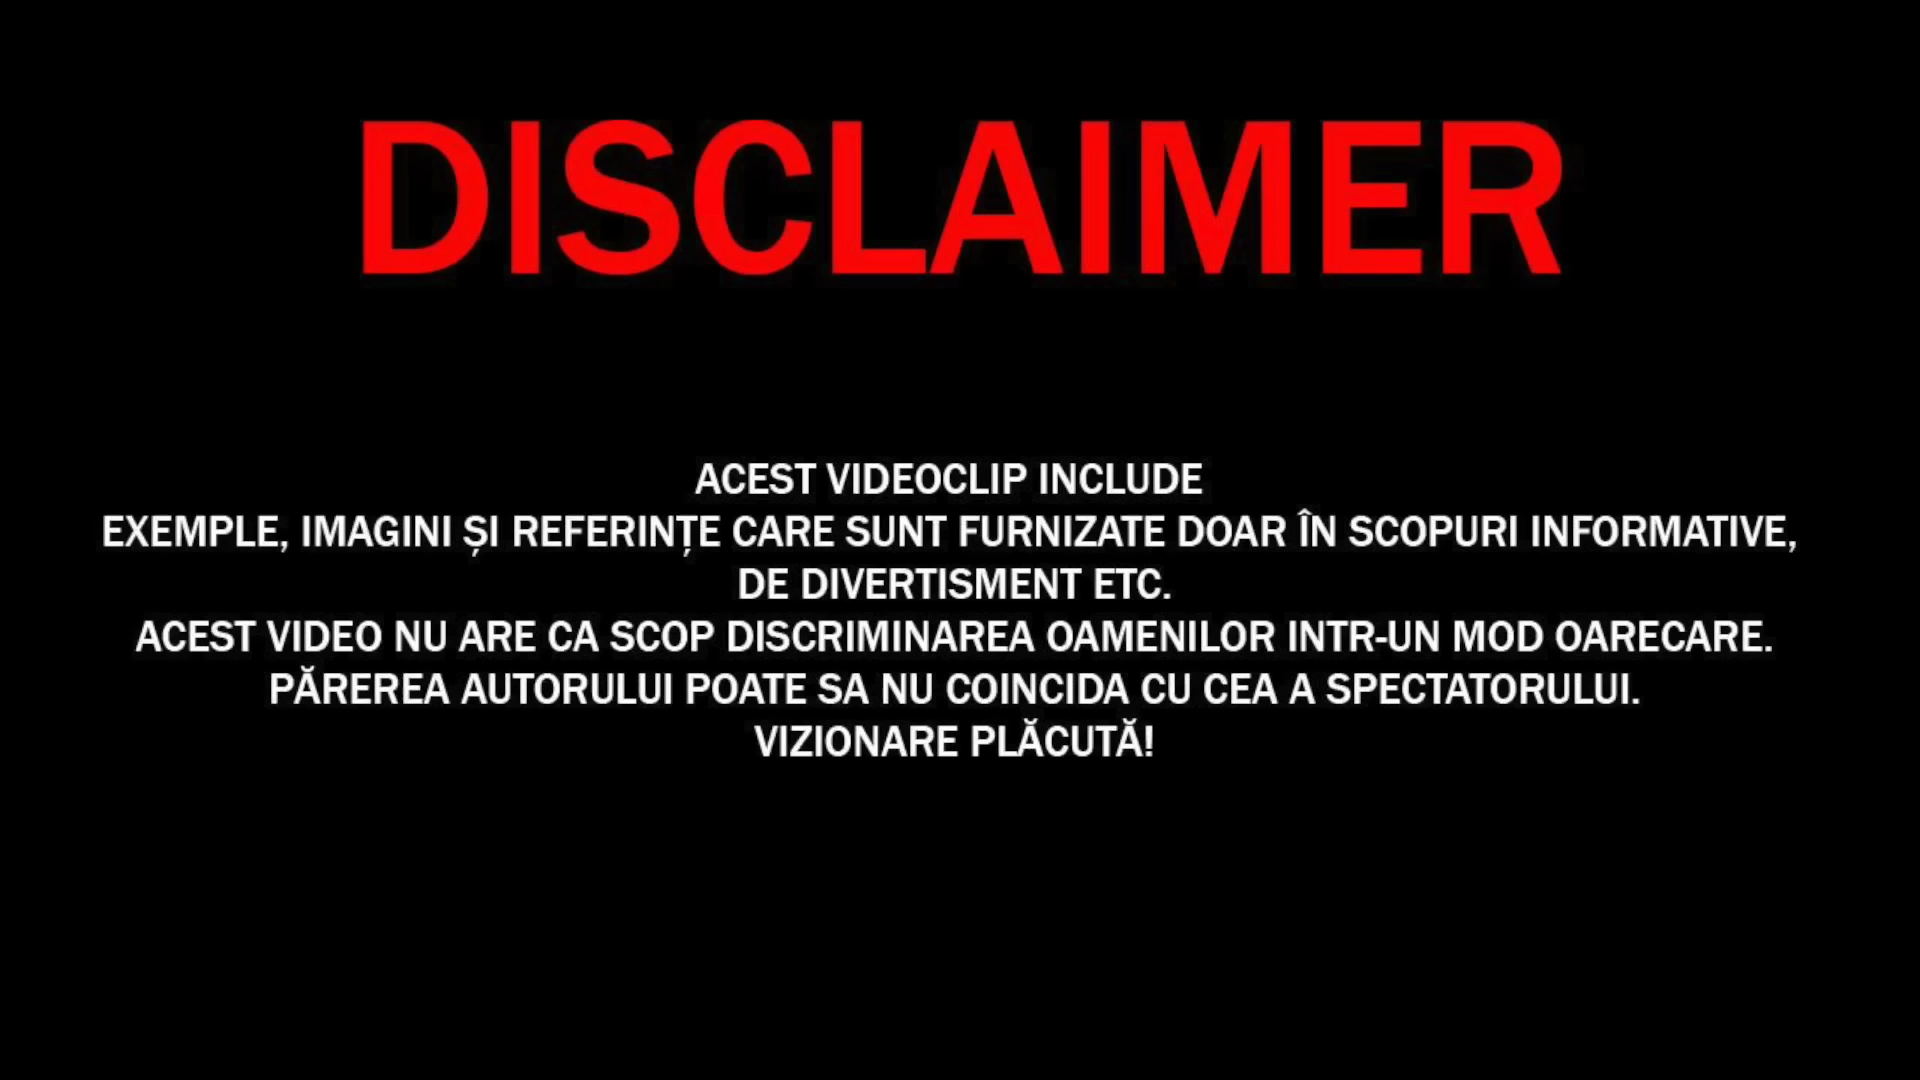 DISCLAIMER
ACEST VIDEOCLIP INCLUDE
EXEMPLE, IMAGINI ȘI REFERINȚE CARE SUNT FURNIZATE DOAR ÎN SCOPURI INFORMATIVE,
DE DIVERTISMENT ETC.
ACEST VIDEO NU ARE CA SCOP DISCRIMINAREA OAMENILOR INTR-UN MOD OARECARE.
PĂREREA AUTORULUI POATE SA NU COINCIDA CU CEA A SPECTATORULUI.
VIZIONARE PLĂCUTĂ!